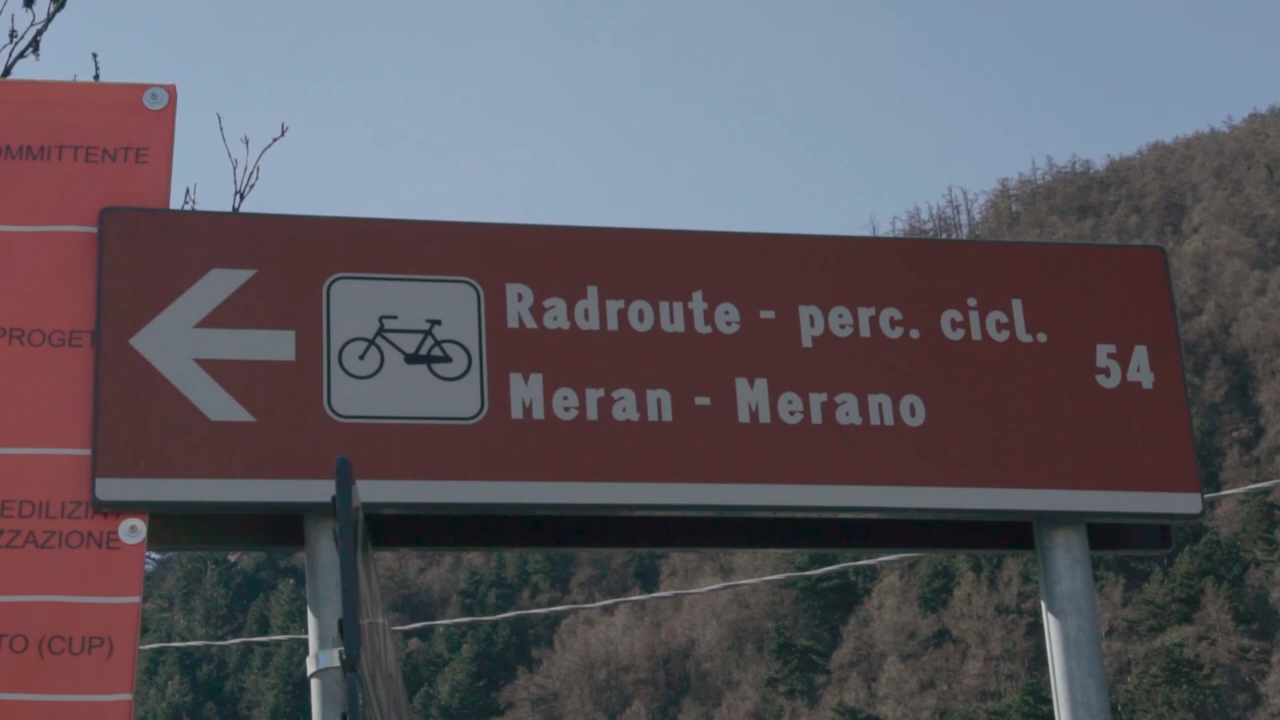 OMMITTENTE
PROGET
EDILIZIA
ZZAZIONE
TO (CUP)
Radroute - perc. cicl.
Meran - Merano
54